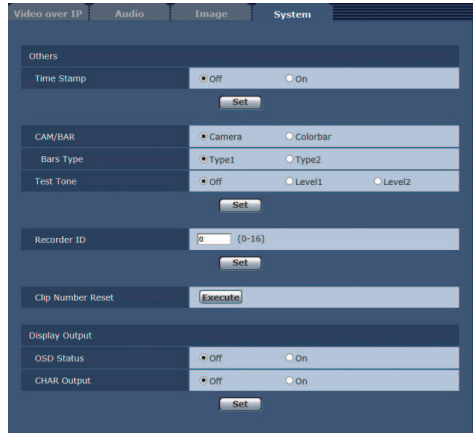 Video over IP Audio Image System
Others
Time Stamp Off On
Set
CAM/BAR Camera Colorbar
Bars Type Type1 Type2
Test Tone Off Level1 Level2
Set
Recorder ID 0 (0-16)
Set
Clip Number Reset Execute
Display Output
OSD Status Off On
CHAR Output Off On
Set